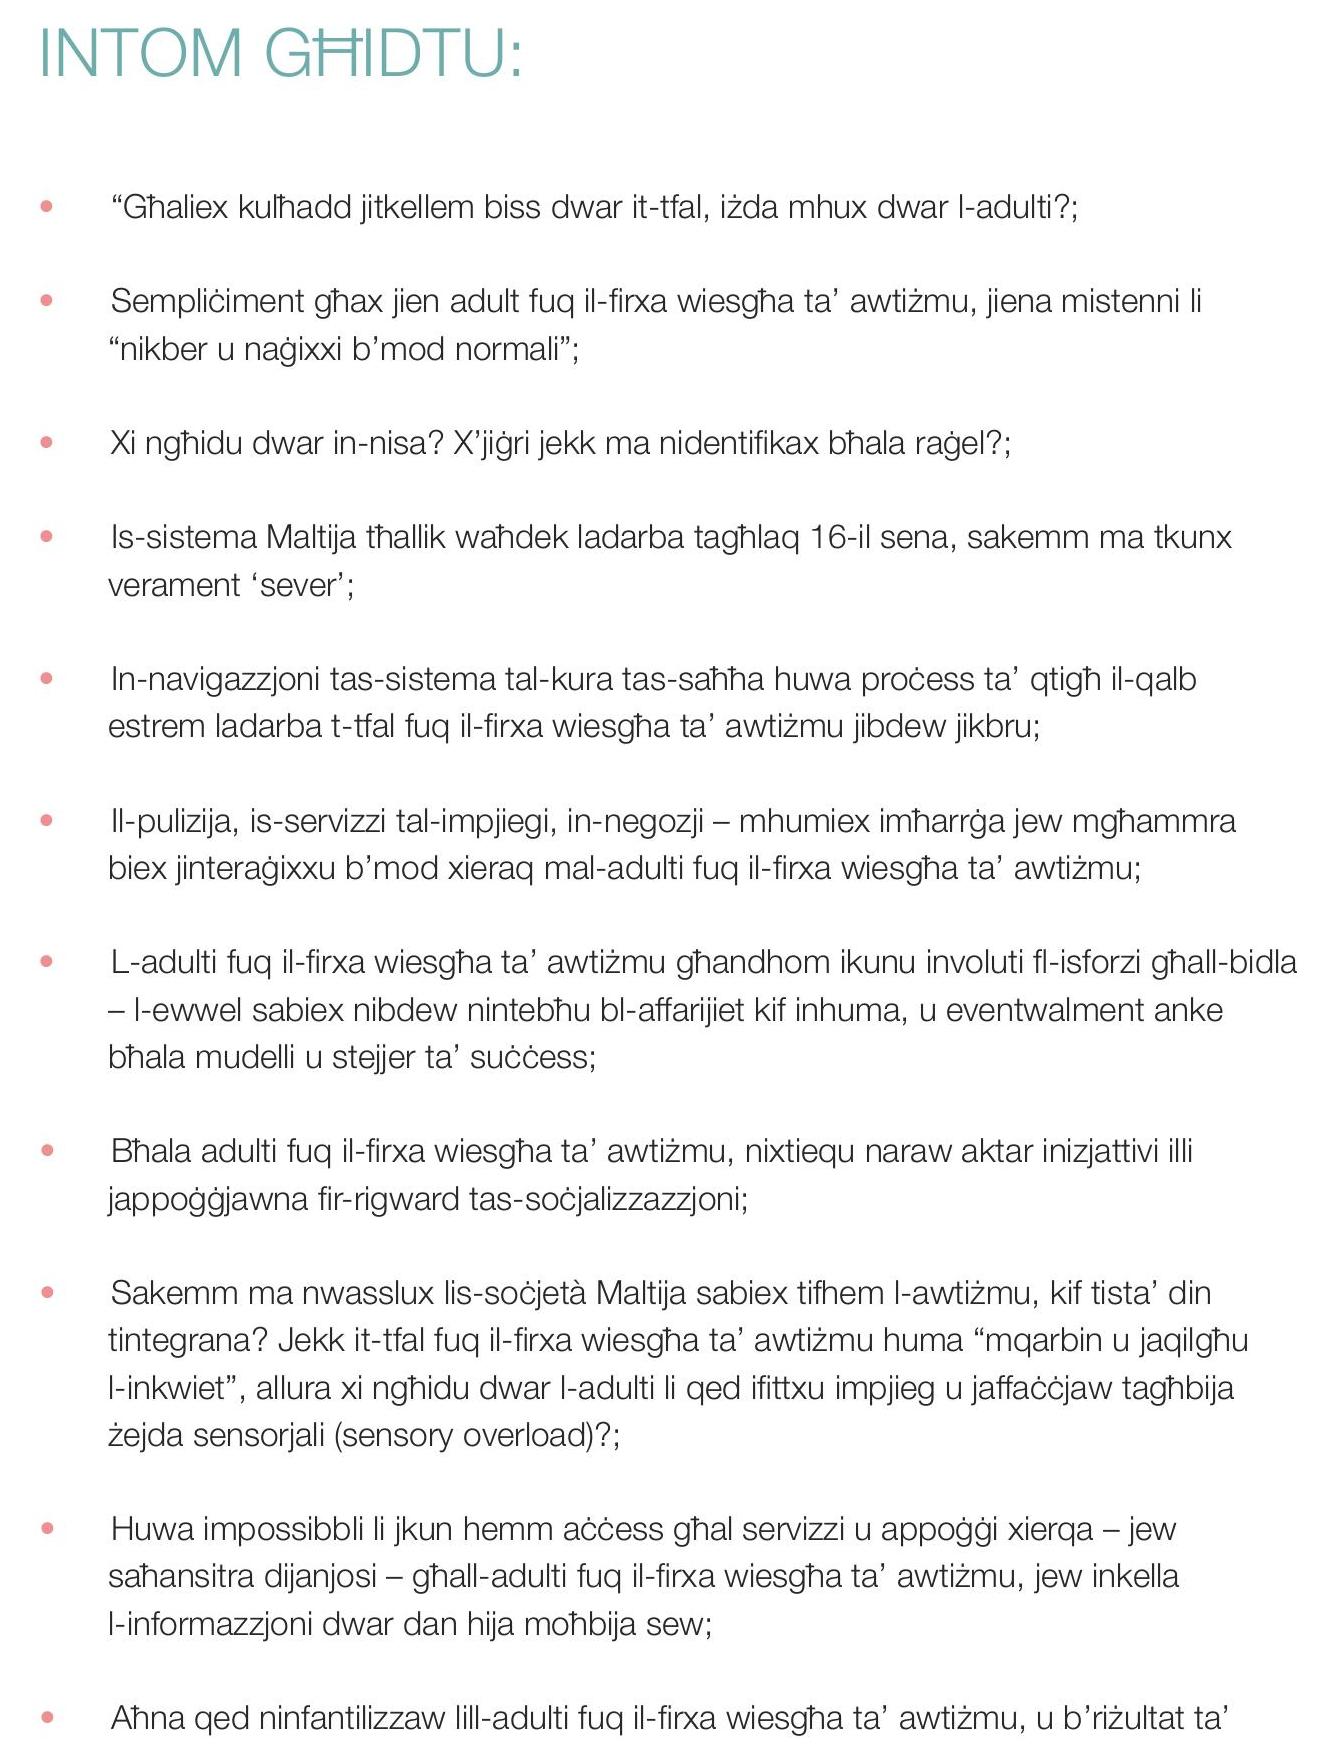 INTOM GĦIDTU:
• “Għaliex kulħadd jitkellem biss dwar it-tfal, iżda mhux dwar l-adulti?;
• Sempliċiment għax jien adult fuq il-firxa wiesgħa ta’ awtiżmu, jiena mistenni li
“nikber u naġixxi b’mod normali”;
• Xi ngħidu dwar in-nisa? X’jiġri jekk ma nidentifikax bħala raġel?;
• Is-sistema Maltija tħallik waħdek ladarba tagħlaq 16-il sena, sakemm ma tkunx
verament ‘sever’;
• In-navigazzjoni tas-sistema tal-kura tas-saħħa huwa proċess ta’ qtigħ il-qalb
estrem ladarba t-tfal fuq il-firxa wiesgħa ta’ awtiżmu jibdew jikbru;
• Il-pulizija, is-servizzi tal-impjiegi, in-negozji – mhumiex imħarrġa jew mgħammra
biex jinteraġixxu b’mod xieraq mal-adulti fuq il-firxa wiesgħa ta’ awtiżmu;
• L-adulti fuq il-firxa wiesgħa ta’ awtiżmu għandhom ikunu involuti fl-isforzi għall-bidla
– l-ewwel sabiex nibdew nintebħu bl-affarijiet kif inhuma, u eventwalment anke
bħala mudelli u stejjer ta’ suċċess;
• Bħala adulti fuq il-firxa wiesgħa ta’ awtiżmu, nixtiequ naraw aktar inizjattivi illi
jappoġġjawna fir-rigward tas-soċjalizzazzjoni;
• Sakemm ma nwasslux lis-soċjetà Maltija sabiex tifhem l-awtiżmu, kif tista’ din
tintegrana? Jekk it-tfal fuq il-firxa wiesgħa ta’ awtiżmu huma “mqarbin u jaqilgħu
l-inkwiet”, allura xi ngħidu dwar l-adulti li qed ifittxu impjieg u jaffaċċjaw tagħbija
żejda sensorjali (sensory overload)?;
• Huwa impossibbli li jkun hemm aċċess għal servizzi u appoġġi xierqa – jew
saħansitra dijanjosi – għall-adulti fuq il-firxa wiesgħa ta’ awtiżmu, jew inkella
l-informazzjoni dwar dan hija moħbija sew;
• Aħna qed ninfantilizzaw lill-adulti fuq il-firxa wiesgħa ta’ awtiżmu, u b’riżultat ta’